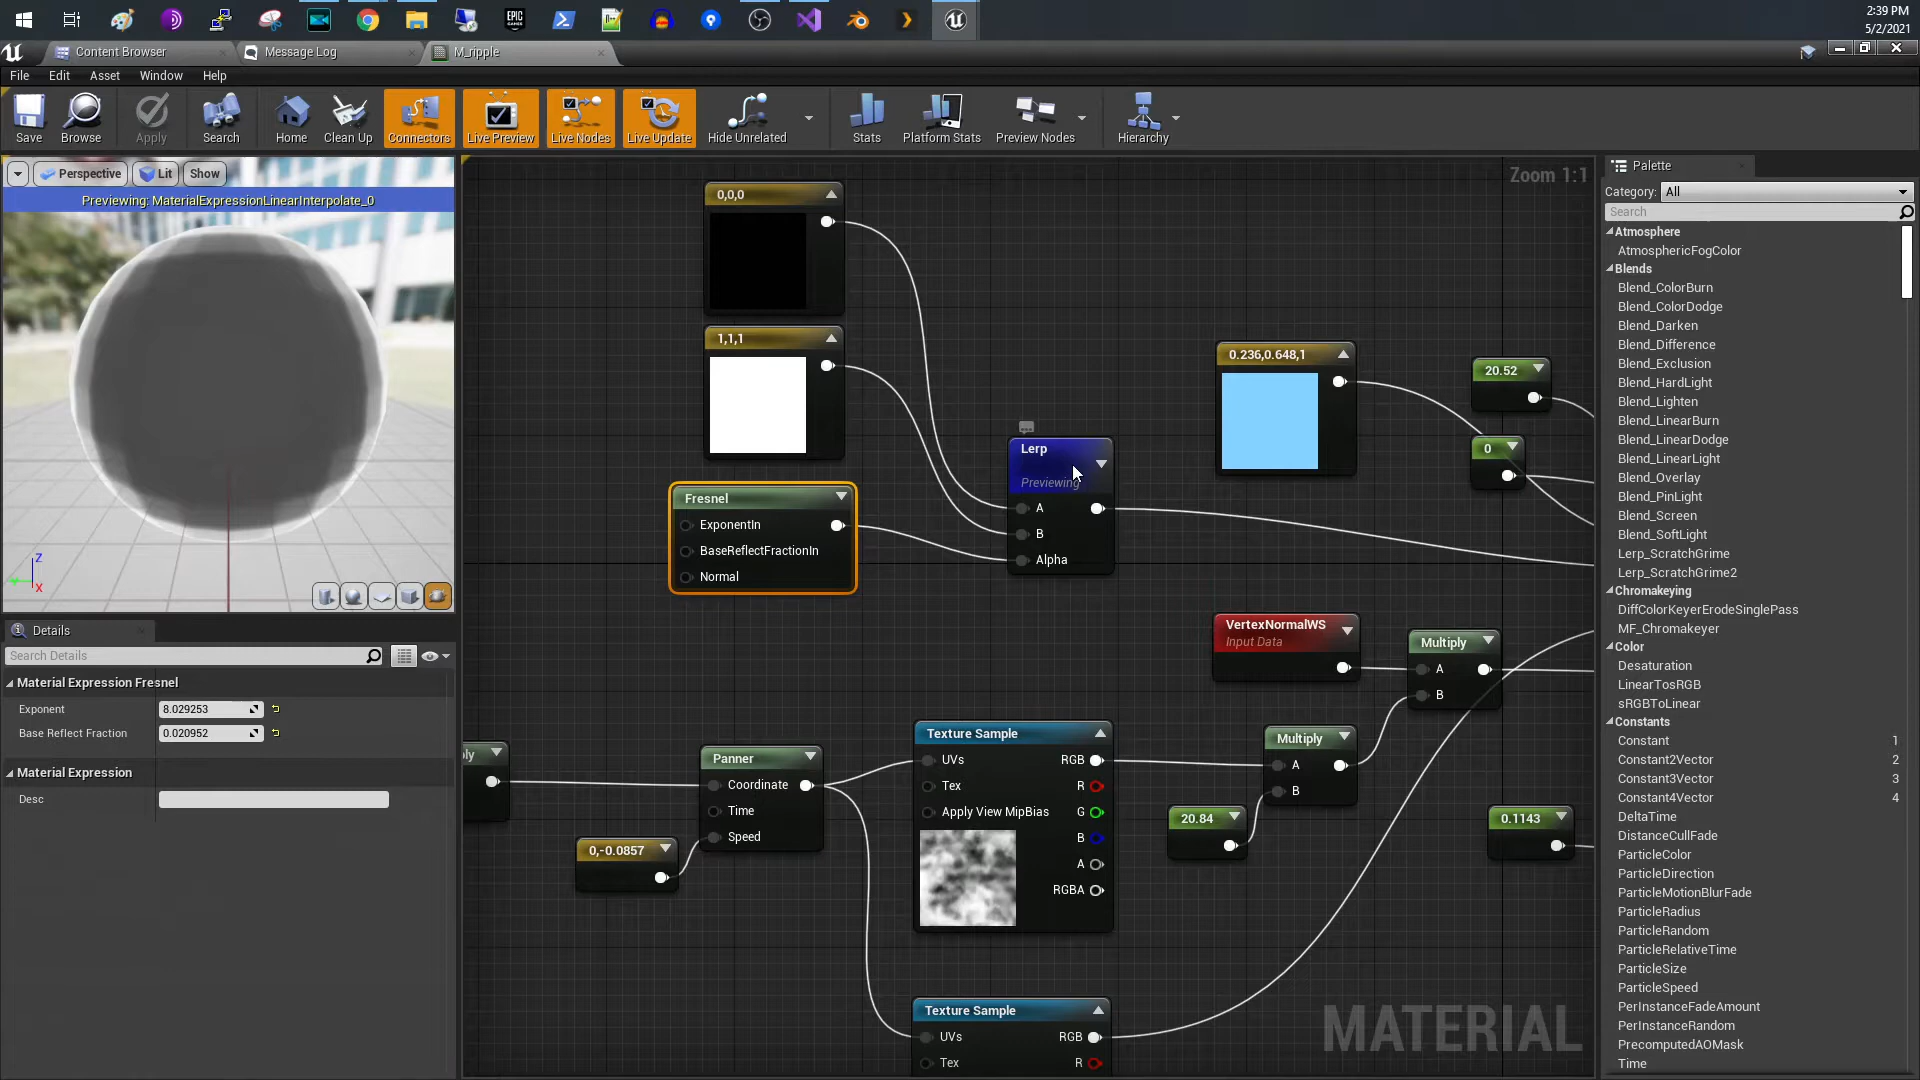 2:39 PM
EPIC GAMES
5/2/2021
Content Browser
Message Log
M_ripple
File
Edit
Asset
Window
Help
Save
Browse
Apply
Search
Home
Clean Up
Connectors
Live Preview
Live Nodes
Live Update
Hide Unrelated
Stats
Platform Stats
Preview Nodes
Hierarchy
Perspective
Lit
Show
Previewing: MaterialExpressionLinearInterpolate_0
Z
X
Details
Search Details
Material Expression Fresnel
Exponent
8.029253
Base Reflect Fraction
0.020952
Material Expression
Desc
Zoom 1:1
0,0,0
1,1,1
Fresnel
ExponentIn
BaseReflectFractionIn
Normal
Lerp
Previewing
A
B
Alpha
0.236,0.648,1
20.52
0
VertexNormalWS
Input Data
Multiply
A
B
ly
Panner
Coordinate
Time
Speed
0,-0.0857
Texture Sample
UVs
RGB
Tex
R
Apply View MipBias
G
B
A
RGBA
Multiply
A
B
20.84
0.1143
Texture Sample
UVs
RGB
Tex
R
MATERIAL
Palette
Category:
All
Search
Atmosphere
AtmosphericFogColor
Blends
Blend_ColorBurn
Blend_ColorDodge
Blend_Darken
Blend_Difference
Blend_Exclusion
Blend_HardLight
Blend_Lighten
Blend_LinearBurn
Blend_LinearDodge
Blend_LinearLight
Blend_Overlay
Blend_PinLight
Blend_Screen
Blend_SoftLight
Lerp_ScratchGrime
Lerp_ScratchGrime2
Chromakeying
DiffColorKeyerErodeSinglePass
MF_Chromakeyer
Color
Desaturation
LinearTosRGB
sRGBToLinear
Constants
Constant 1
Constant2Vector 2
Constant3Vector 3
Constant4Vector 4
DeltaTime
DistanceCullFade
ParticleColor
ParticleDirection
ParticleMotionBlurFade
ParticleRadius
ParticleRandom
ParticleRelativeTime
ParticleSize
ParticleSpeed
PerInstanceFadeAmount
PerInstanceRandom
PrecomputedAOMask
Time